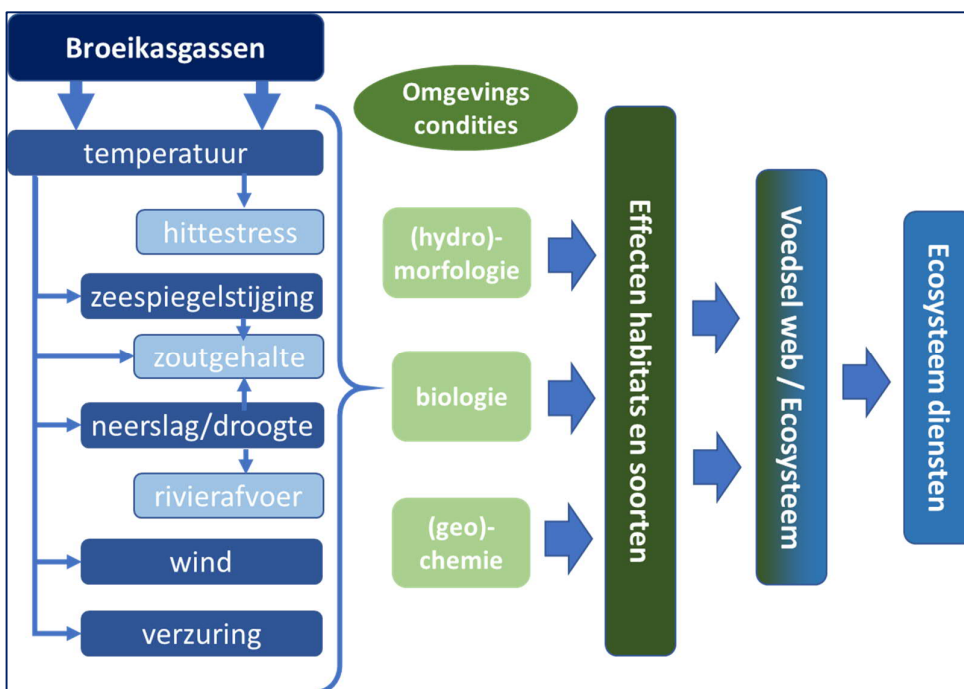 Broeikasgassen
temperatuur
hittestress
zeespiegelstijging
zoutgehalte
neerslag/droogte
rivierafvoer
wind
verzuring
Omgevings
condities
(hydro)-
morfologie
biologie
(geo)-
chemie
Effecten habitats en soorten
Voedsel web / Ecosysteem
Ecosysteem diensten